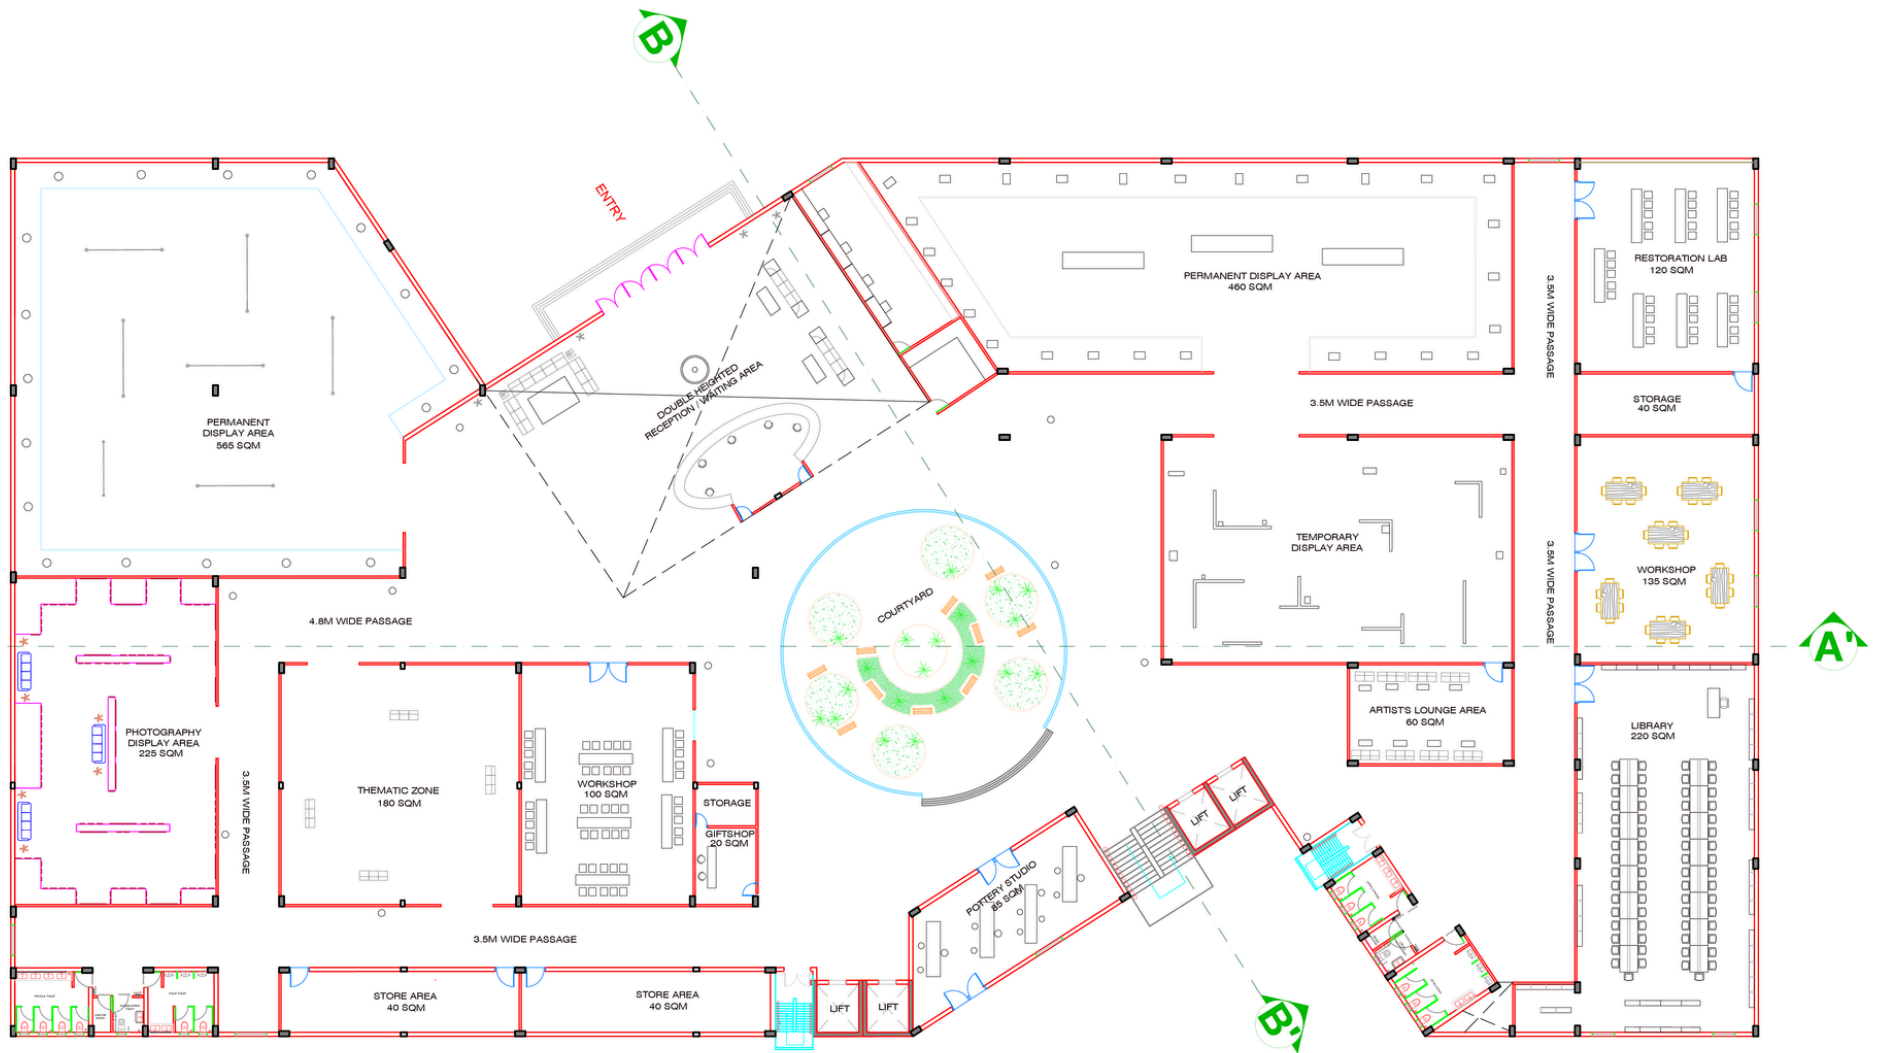 B
ENTRY
RESTORATION LAB
120 SQM
PERMANENT DISPLAY AREA
460 SQM
3.5M WIDE PASSAGE
DOUBLE HEIGHTED
RECEPTION / WAITING AREA
3.5M WIDE PASSAGE
STORAGE
40 SQM
PERMANENT
DISPLAY AREA
565 SQM
TEMPORARY
DISPLAY AREA
3.5M WIDE PASSAGE
WORKSHOP
135 SQM
COURTYARD
4.8M WIDE PASSAGE
A'
ARTIST'S LOUNGE AREA
60 SQM
LIBRARY
220 SQM
PHOTOGRAPHY
DISPLAY AREA
225 SQM
3.5M WIDE PASSAGE
THEMATIC ZONE
180 SQM
WORKSHOP
100 SQM
STORAGE
GIFTSHOP
20 SQM
LIFT
LIFT
POTTERY STUDIO
85 SQM
3.5M WIDE PASSAGE
STORE AREA
40 SQM
STORE AREA
40 SQM
LIFT
LIFT
B'